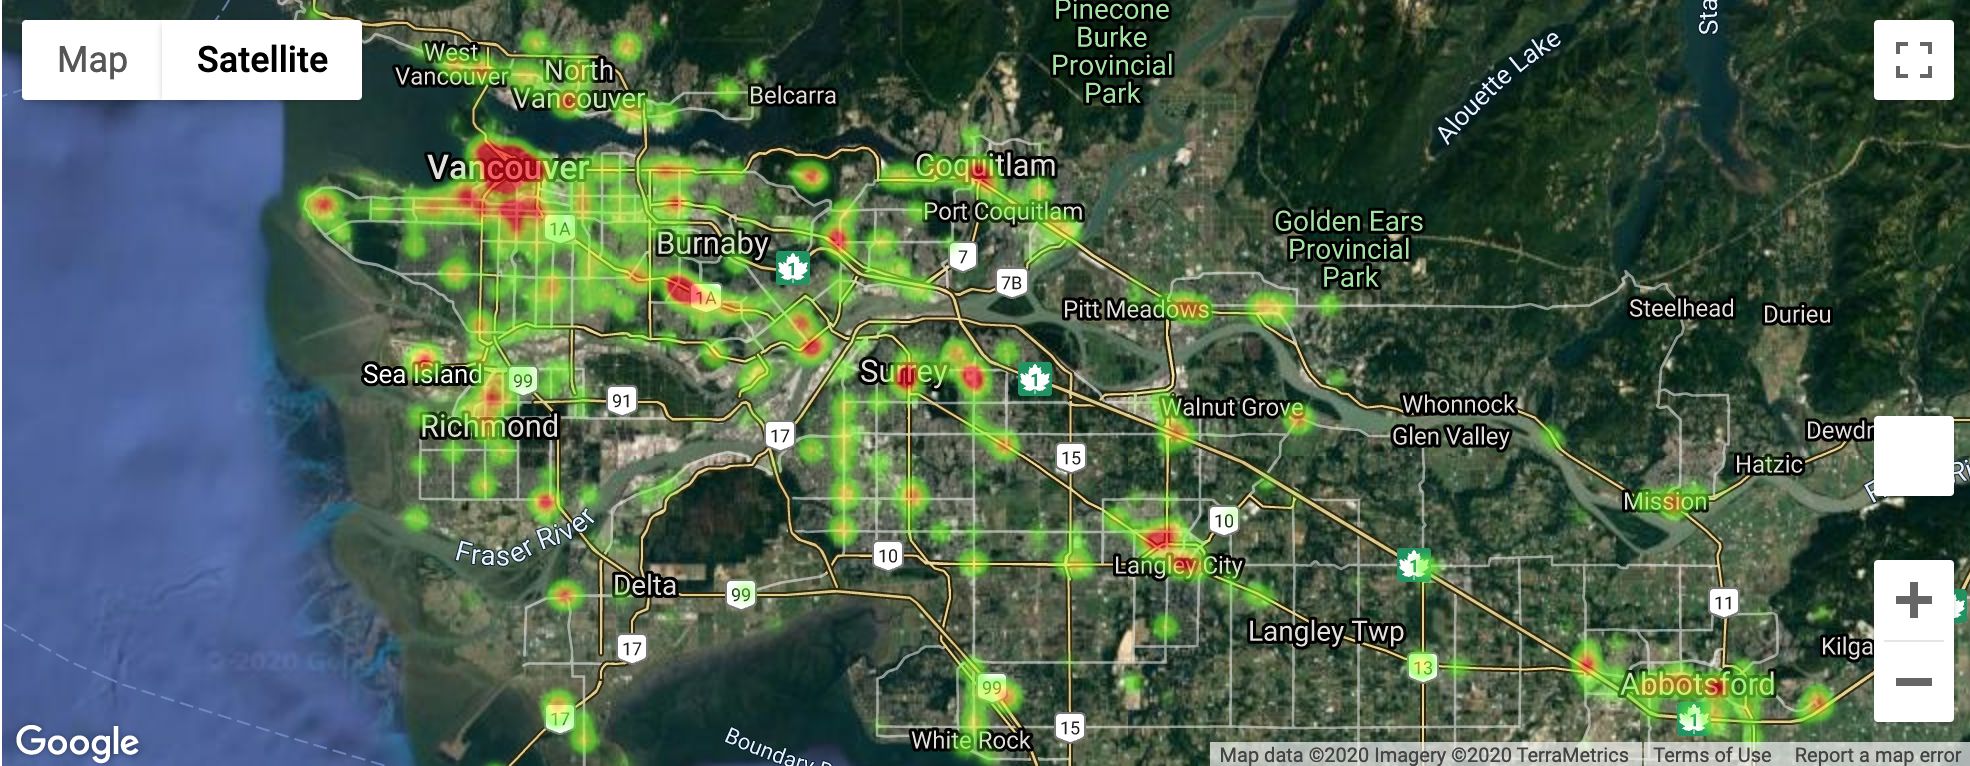 Map
Satellite
West
Vancouver
North
Vancouver
Belcarra
Pinecone
Burke
Provincial
Park
Alouette Lake
Sta
Vancouver
Coquitlam
Port Coquitlam
1A
Burnaby
1
7
7B
Golden Ears
Provincial
Park
1A
Pitt Meadows
Steelhead
Durieu
Sea Island
99
Surrey
1
91
Richmond
17
Walnut Grove
Whonnock
Glen Valley
15
Dewdr
Hatzic
Mission
Fraser River
10
10
Langley City
1
Delta
99
11
17
Langley Twp
13
Kilga
Abbotsford
99
17
1
15
White Rock
Boundary
Google
© 2020 Google
Map data ©2020 Imagery ©2020 TerraMetrics
Terms of Use
Report a map error